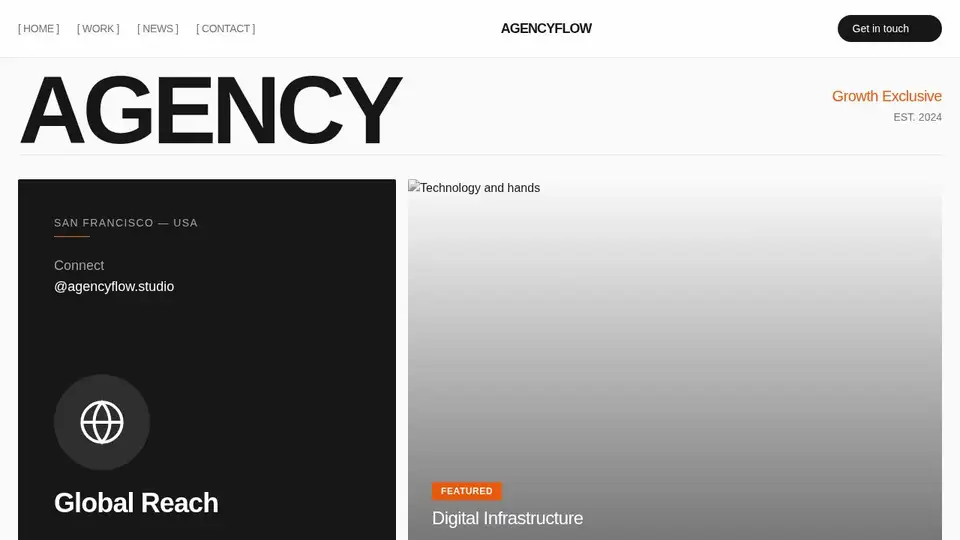 [ HOME ]
[ WORK ]
[ NEWS ]
[ CONTACT ]
AGENCYFLOW
Get in touch
AGENCY
Growth Exclusive
EST. 2024
SAN FRANCISCO — USA
Connect
@agencyflow.studio
Global Reach
Technology and hands
FEATURED
Digital Infrastructure